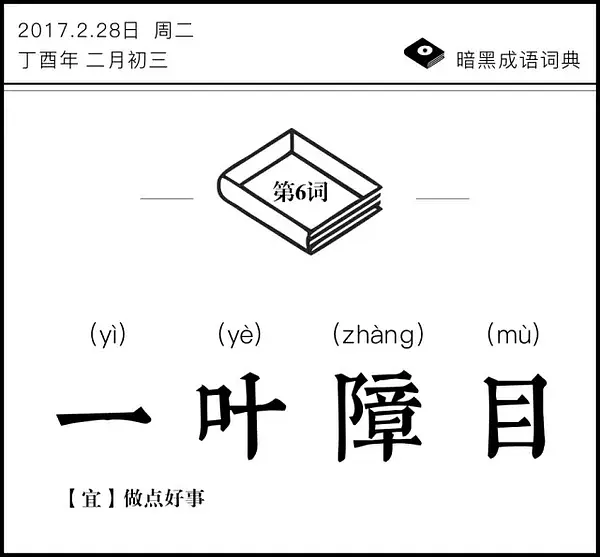 2017.2.28日 周二
丁酉年 二月初三
暗黑成语词典
第6词
(yì) (yè) (zhàng) (mù)
一叶障目
【宜】做点好事